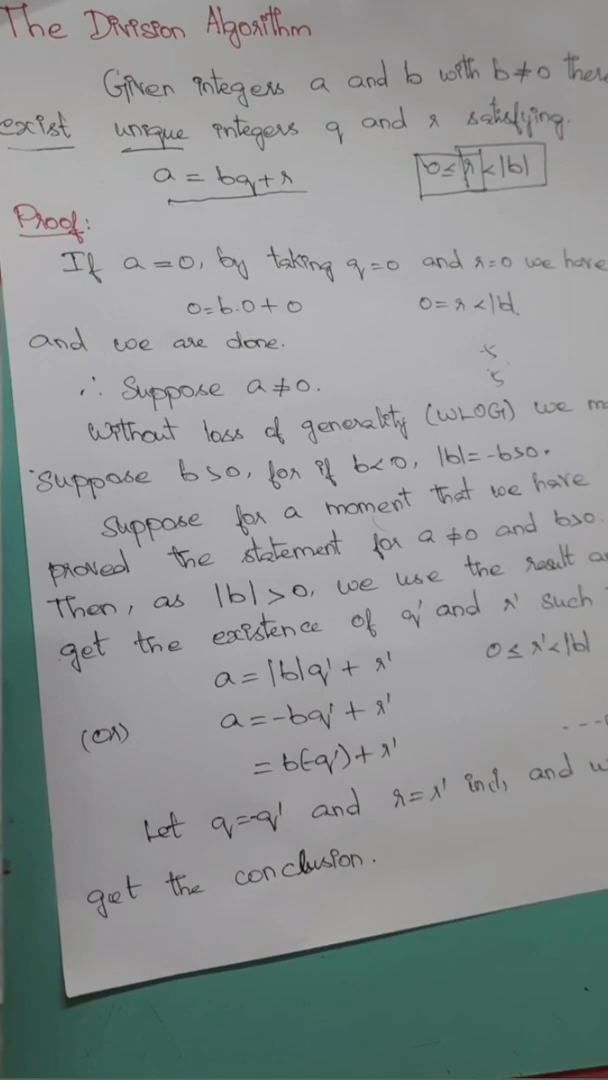 The Division Algorithm
Given integers a and b with b≠0 there
exist unique integers q and r satisfying.
a = bq+r 0≤r<|b|
Proof:
If a=0, by taking q=0 and r=0 we have
0=b.0+0 0=r<|b|.
and we are done.
∴ Suppose a≠0.
Without loss of generality (WLOG) we
suppose b>0, for if b<0, |b|=-b>0.
Suppose for a moment that we have
proved the statement for a≠0 and b>0.
Then, as |b|>0, we use the result
get the existence of q' and r' such
a=|b|q'+r' 0≤r'<|b|
(or) a=-bq'+r'
=b(-q')+r'
Let q=-q' and r=r' in (1), and
get the conclusion.